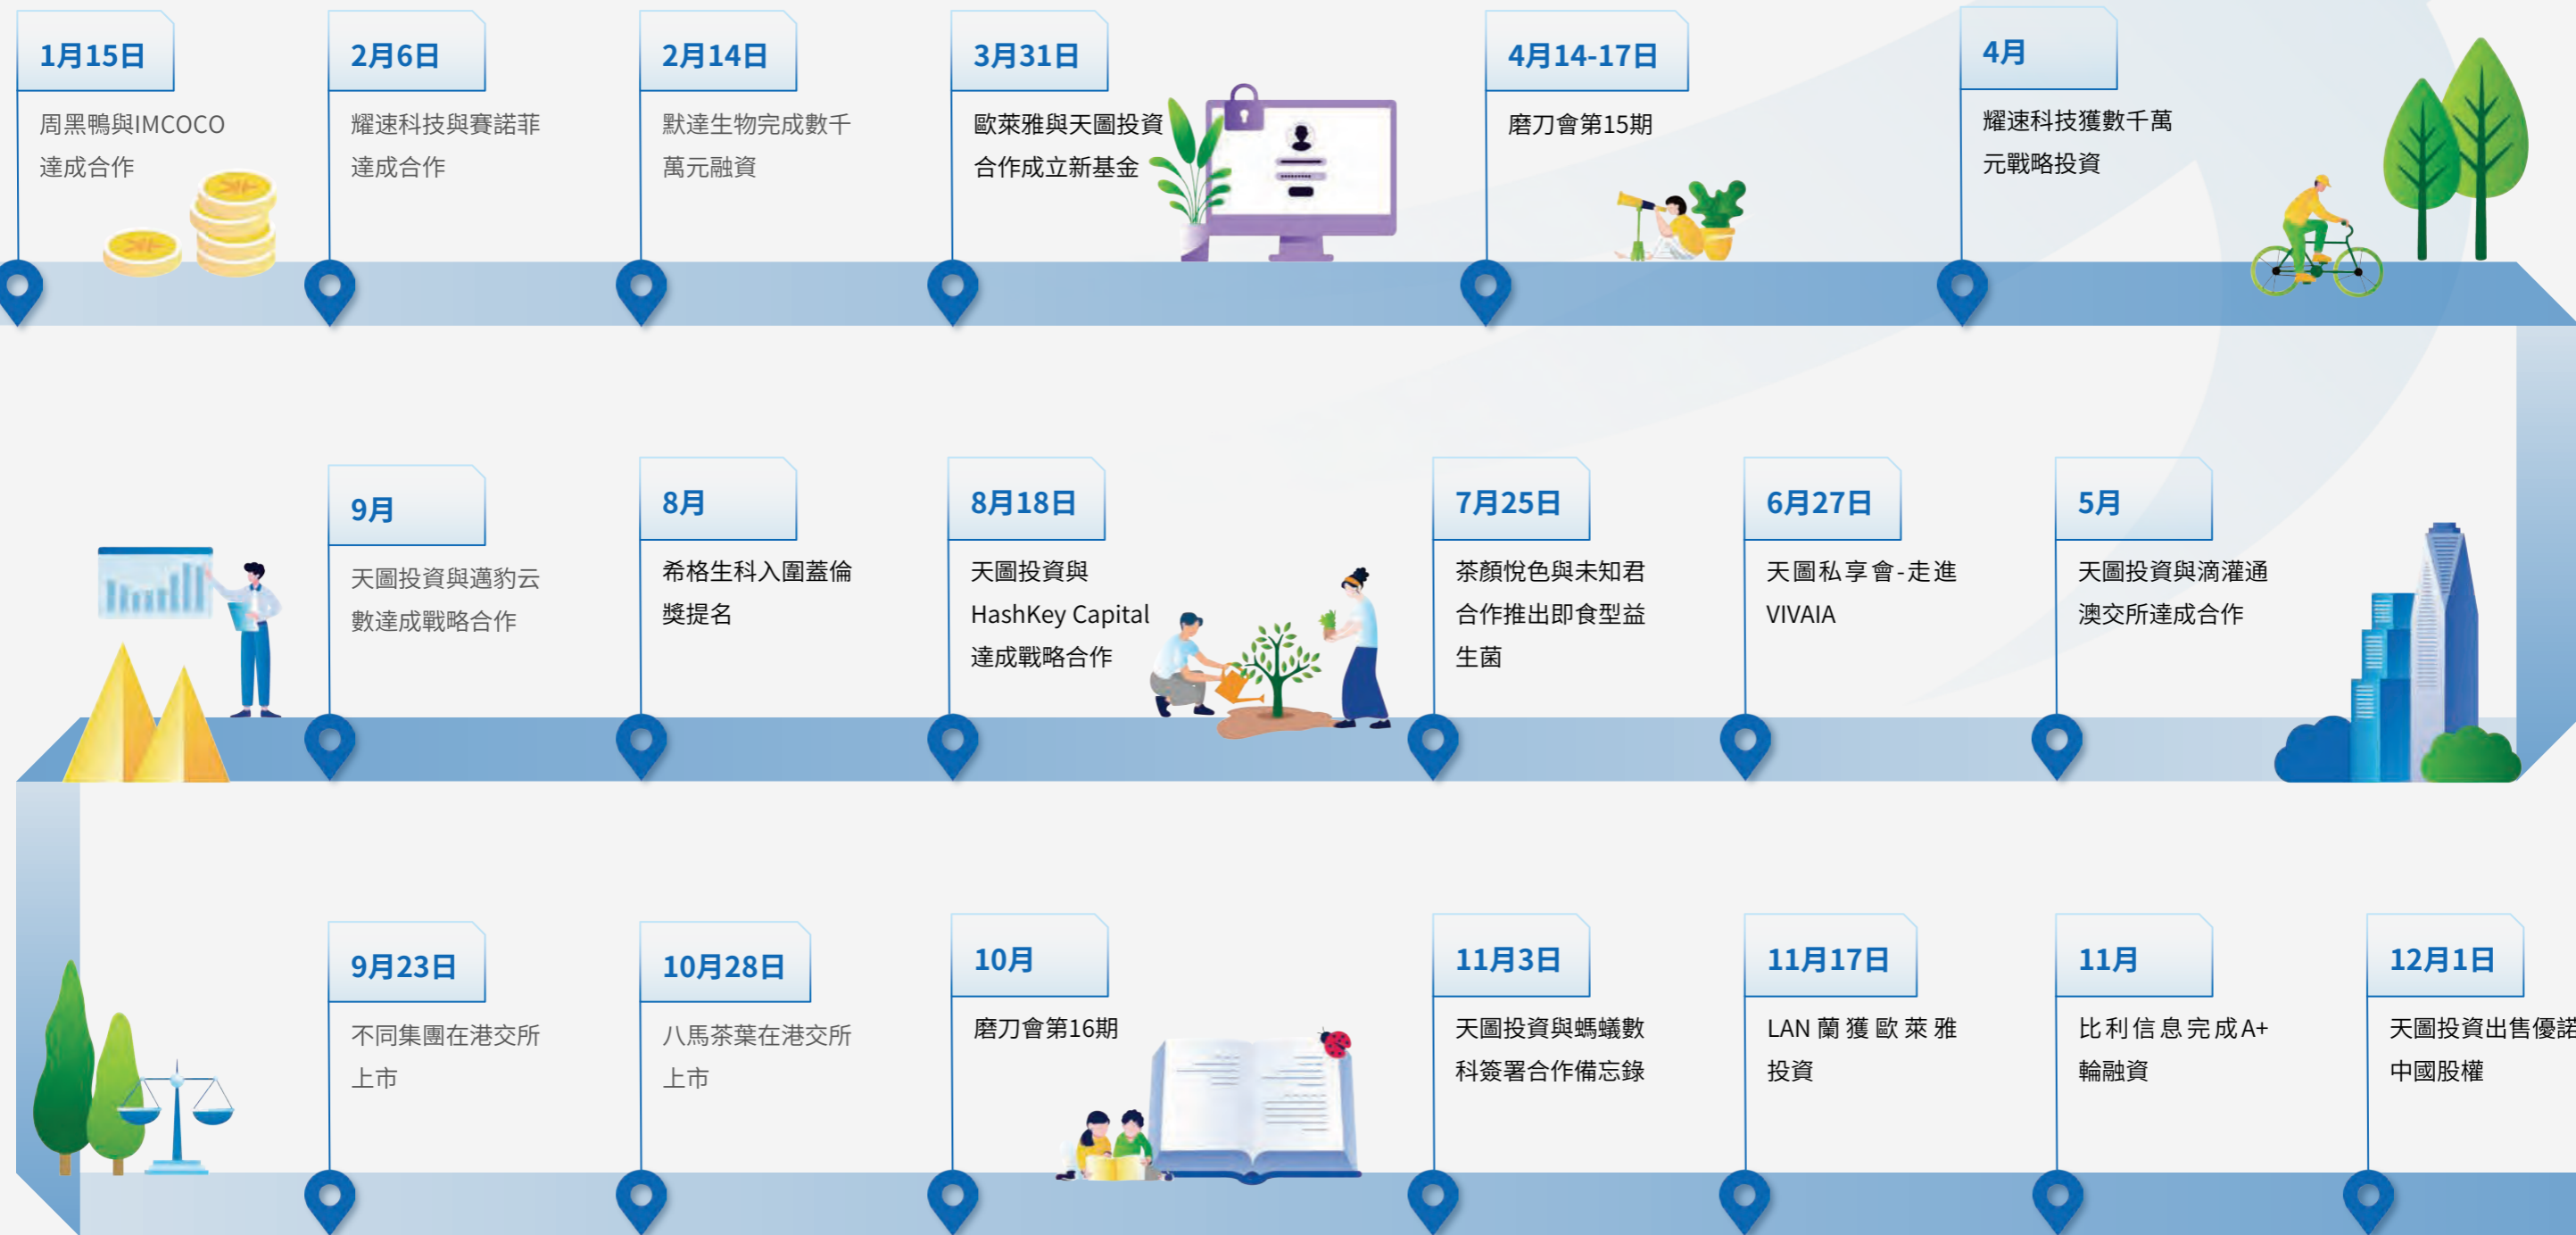 1月15日
周黑鴨與IMCOCO
達成合作
2月6日
耀速科技與賽諾菲
達成合作
2月14日
默達生物完成數千
萬元融資
3月31日
歐萊雅與天圖投資
合作成立新基金
4月14-17日
磨刀會第15期
4月
耀速科技獲數千萬
元戰略投資
5月
天圖投資與滴灌通
澳交所達成合作
6月27日
天圖私享會-走進
VIVAIA
7月25日
茶顏悅色與未知君
合作推出即食型益
生菌
8月18日
天圖投資與
HashKey Capital
達成戰略合作
8月
希格生科入圍蓋倫
獎提名
9月
天圖投資與邁豹云
數達成戰略合作
9月23日
不同集團在港交所
上市
10月28日
八馬茶葉在港交所
上市
10月
磨刀會第16期
11月3日
天圖投資與螞蟻數
科簽署合作備忘錄
11月17日
LAN 蘭獲歐萊雅
投資
11月
比利信息完成A+
輪融資
12月1日
天圖投資出售優諾
中國股權